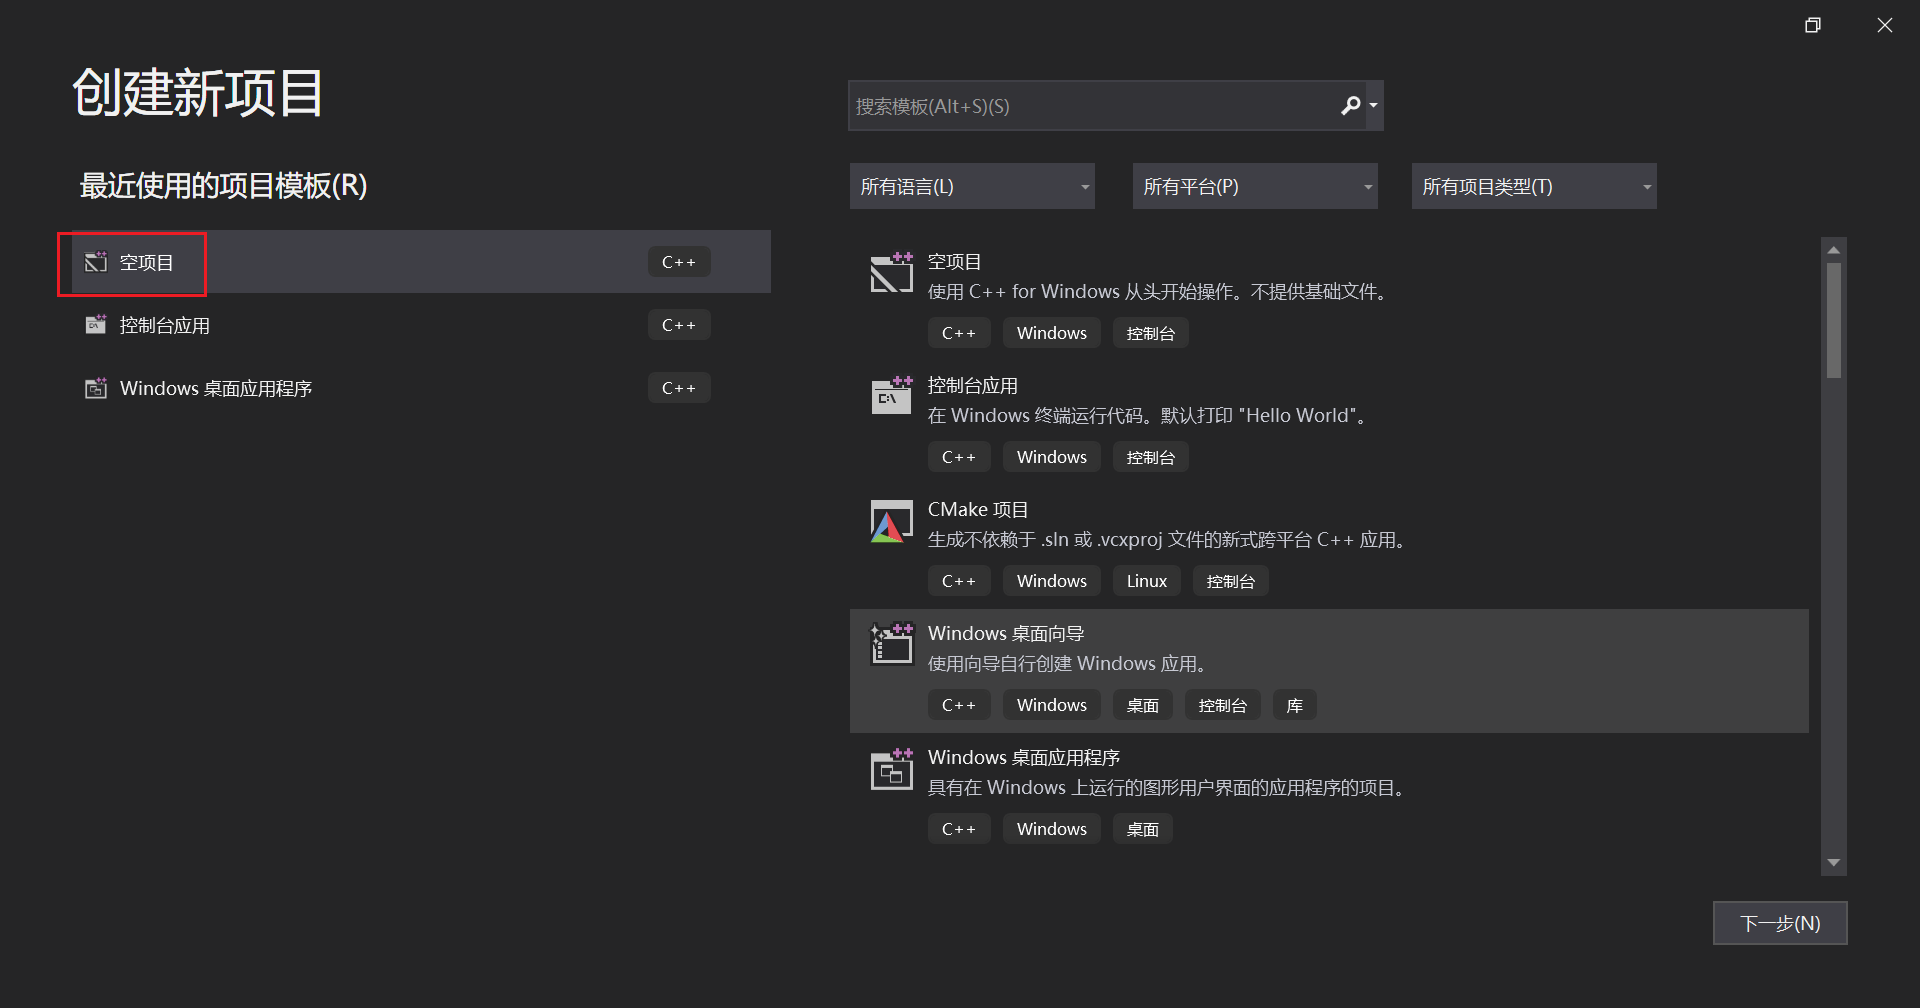 创建新项目
搜索模板(Alt+S)(S)
最近使用的项目模板(R)
所有语言(L)
所有平台(P)
所有项目类型(T)
空项目
C++
控制台应用
C++
Windows 桌面应用程序
C++
空项目
使用 C++ for Windows 从头开始操作。不提供基础文件。
C++ Windows 控制台
控制台应用
在 Windows 终端运行代码。默认打印 "Hello World"。
C++ Windows 控制台
CMake 项目
生成不依赖于 .sln 或 .vcxproj 文件的新式跨平台 C++ 应用。
C++ Windows Linux 控制台
Windows 桌面向导
使用向导自行创建 Windows 应用。
C++ Windows 桌面 控制台 库
Windows 桌面应用程序
具有在 Windows 上运行的图形用户界面的应用程序的项目。
C++ Windows 桌面
下一步(N)